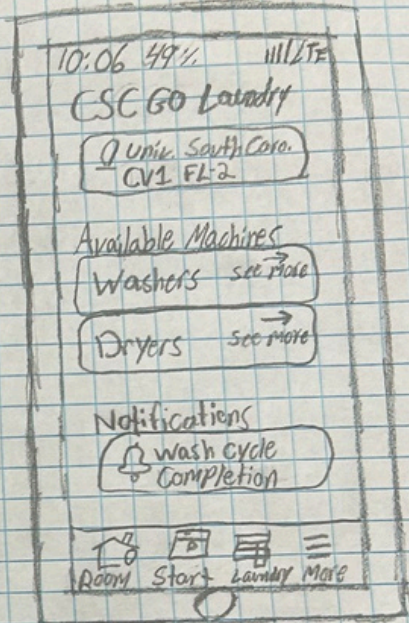 10:06 49% LTE
CSC GO Laundry
Univ. South Caro.
CV1 FL-2
Available Machines
Washers see more
Dryers see more
Notifications
Wash cycle
Completion
Room Start Laundry More